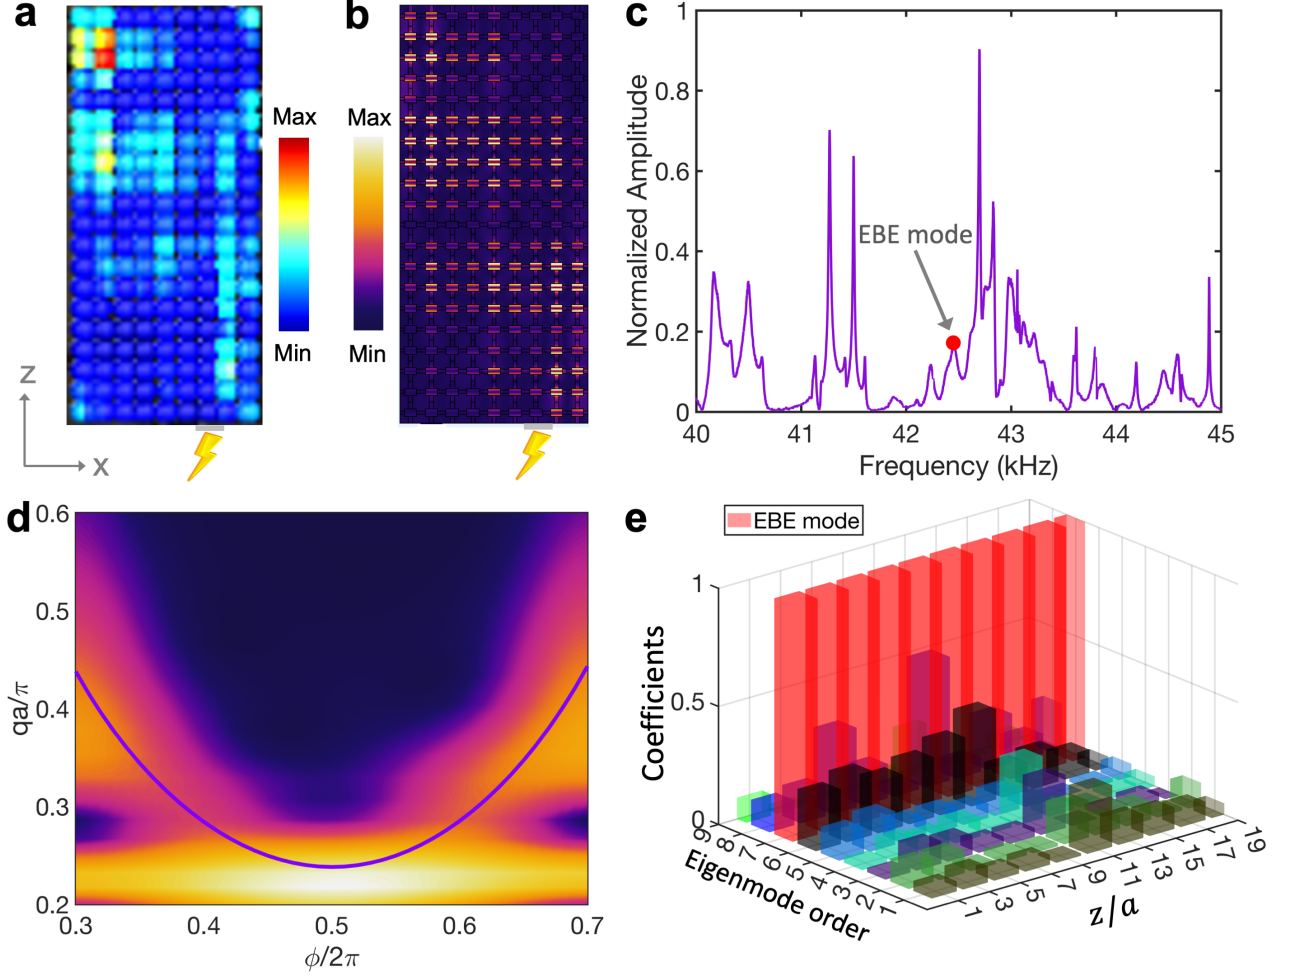 a
Max
Min
Z
X
b
Max
Min
c
1
0.8
0.6
0.4
0.2
0
Normalized Amplitude
EBE mode
40 41 42 43 44 45
Frequency (kHz)
d
0.6
0.5
0.4
0.3
0.2
qa/π
0.3 0.4 0.5 0.6 0.7
ϕ/2π
e
EBE mode
1
0.5
0
Coefficients
9 8 7 6 5 4 3 2 1
Eigenmode order
1 3 5 7 9 11 13 15 17 19
z/a